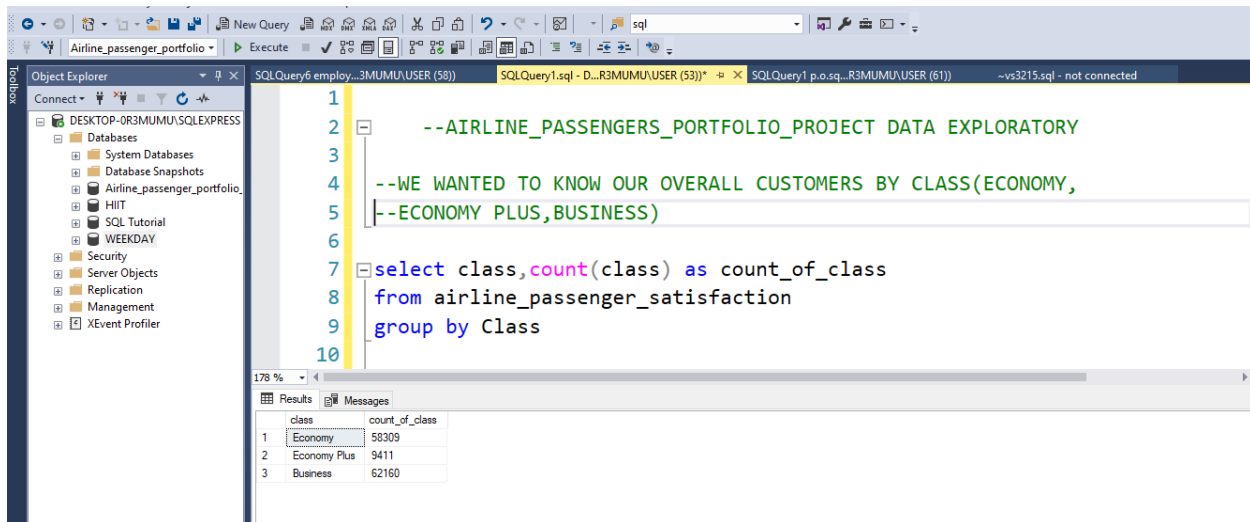 New Query
MDX DMX XMLA DAX
sql
Airline_passenger_portfolio
Execute
Toolbox
Object Explorer
SQLQuery6 employ...3MUMU\USER (58))
SQLQuery1.sql - D...R3MUMU\USER (53))*
SQLQuery1 p.o.sq...R3MUMU\USER (61))
~vs3215.sql - not connected
Connect
DESKTOP-0R3MUMU\SQLEXPRESS
Databases
System Databases
Database Snapshots
Airline_passenger_portfolio_
HIIT
SQL Tutorial
WEEKDAY
Security
Server Objects
Replication
Management
XEvent Profiler
1
2 --AIRLINE_PASSENGERS_PORTFOLIO_PROJECT DATA EXPLORATORY
3
4 --WE WANTED TO KNOW OUR OVERALL CUSTOMERS BY CLASS(ECONOMY,
5 --ECONOMY PLUS,BUSINESS)
6
7 select class,count(class) as count_of_class
8 from airline_passenger_satisfaction
9 group by Class
10
178 %
Results Messages
class count_of_class
1 Economy 58309
2 Economy Plus 9411
3 Business 62160